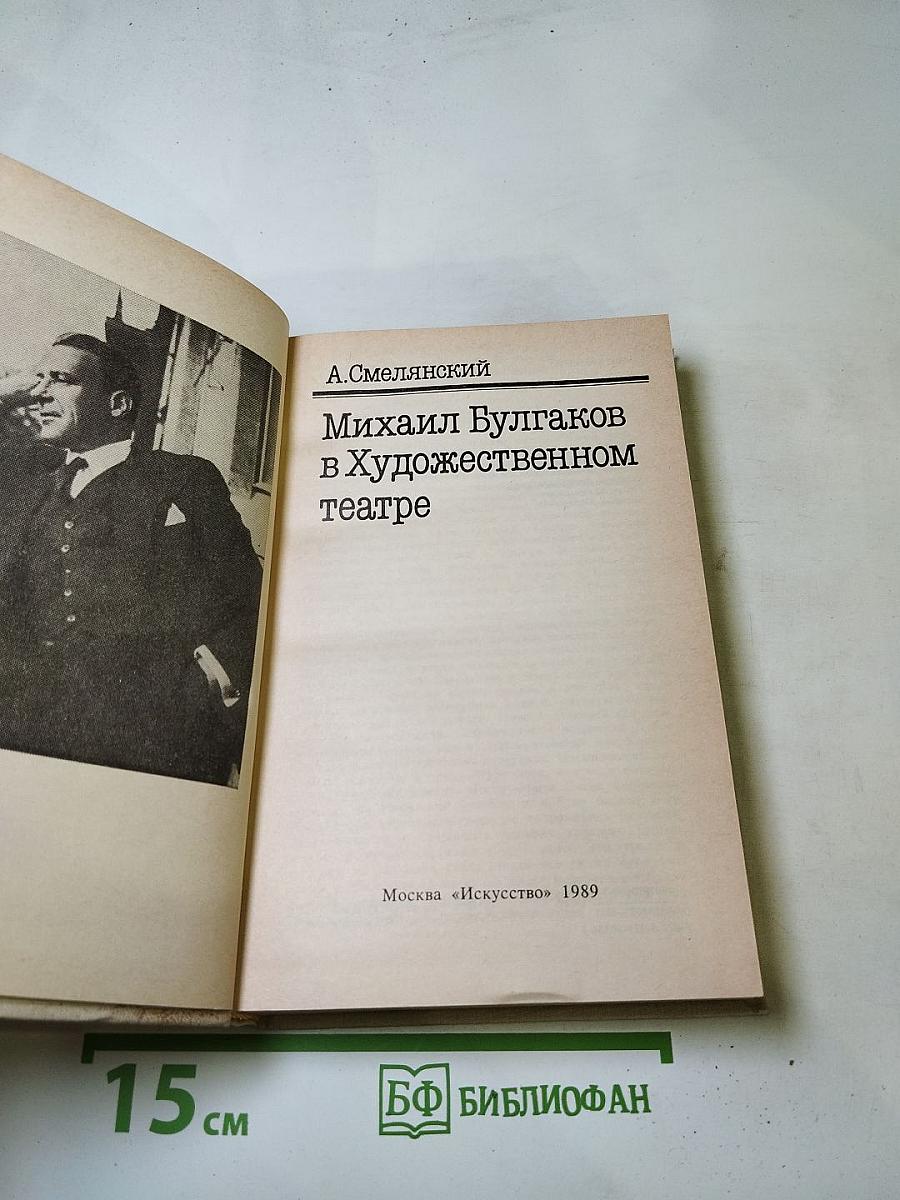 А.Смелянский
Михаил Булгаков
в Художественном
театре
Москва «Искусство» 1989
15 см
БФ БИБЛИОФАН